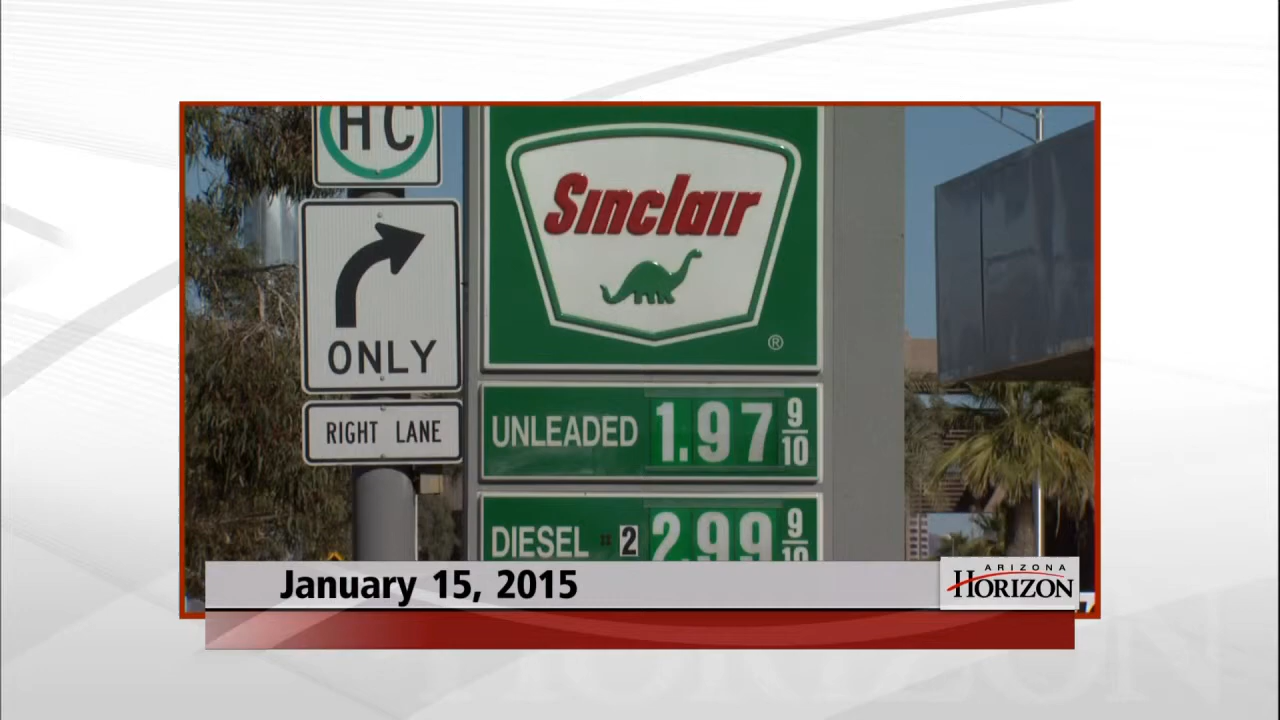 HC
ONLY
RIGHT LANE
Sinclair
®
UNLEADED 1.97 9/10
DIESEL # 2 2.99 9/10
January 15, 2015
ARIZONA
HORIZON